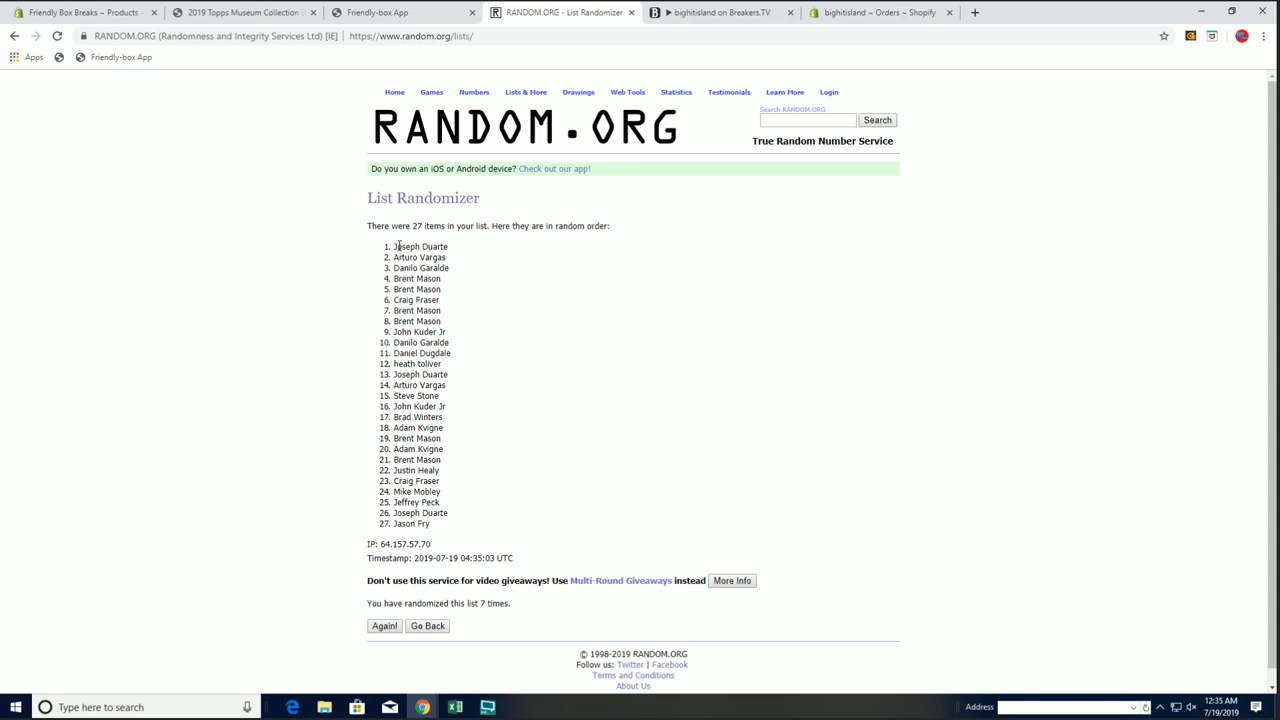 Friendly Box Breaks ~ Products ~
2019 Topps Museum Collection
Friendly-box App
RANDOM.ORG - List Randomizer
bighitisland on Breakers.TV
bighitisland ~ Orders ~ Shopify
RANDOM.ORG (Randomness and Integrity Services Ltd) [IE] | https://www.random.org/lists/
Apps Friendly-box App
Home Games Numbers Lists & More Drawings Web Tools Statistics Testimonials Learn More Login
RANDOM.ORG
Search RANDOM.ORG
Search
True Random Number Service
Do you own an iOS or Android device? Check out our app!
List Randomizer
There were 27 items in your list. Here they are in random order:
1. Joseph Duarte
2. Arturo Vargas
3. Danilo Garalde
4. Brent Mason
5. Brent Mason
6. Craig Fraser
7. Brent Mason
8. Brent Mason
9. John Kuder Jr
10. Danilo Garalde
11. Daniel Dugdale
12. heath toliver
13. Joseph Duarte
14. Arturo Vargas
15. Steve Stone
16. John Kuder Jr
17. Brad Winters
18. Adam Kvigne
19. Brent Mason
20. Adam Kvigne
21. Brent Mason
22. Justin Healy
23. Craig Fraser
24. Mike Mobley
25. Jeffrey Peck
26. Joseph Duarte
27. Jason Fry
IP: 64.157.57.70
Timestamp: 2019-07-19 04:35:03 UTC
Don't use this service for video giveaways! Use Multi-Round Giveaways instead More Info
You have randomized this list 7 times.
Again! Go Back
© 1998-2019 RANDOM.ORG
Follow us: Twitter | Facebook
Terms and Conditions
About Us
Type here to search
Address
12:35 AM
7/19/2019